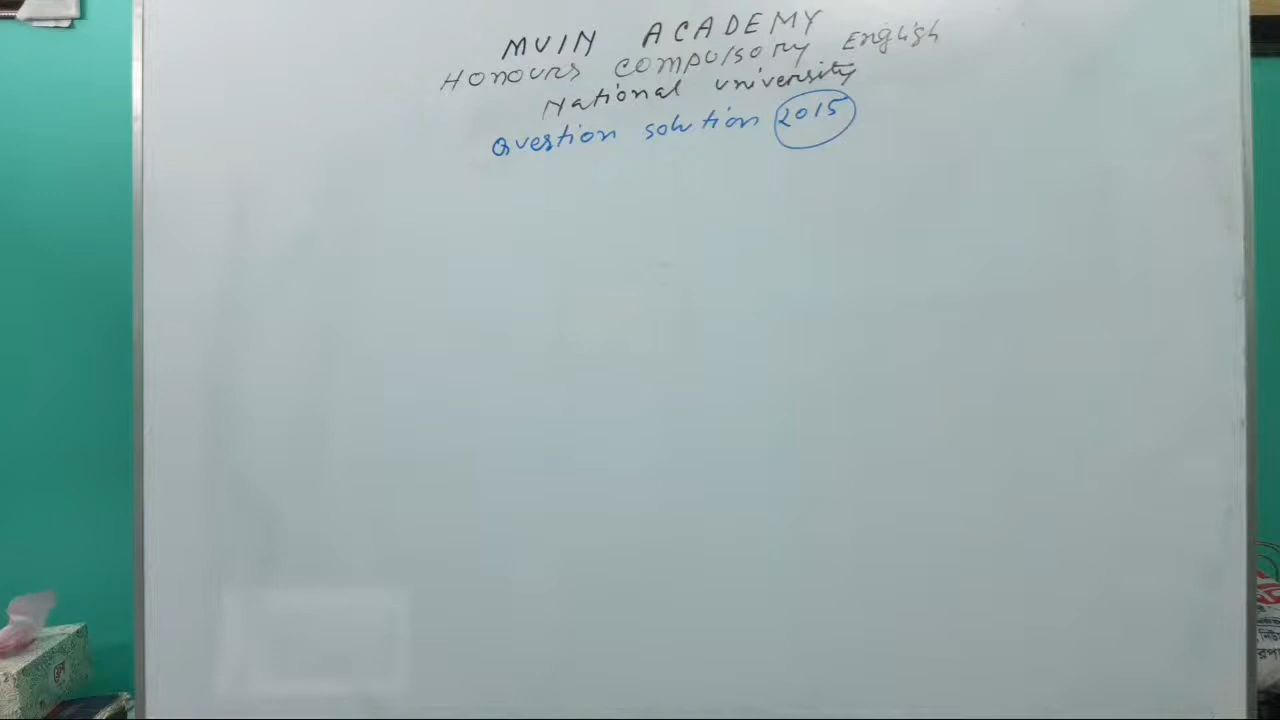 MUIN ACADEMY
HONOURS COMPULSORY English
National University
Question solution 2015